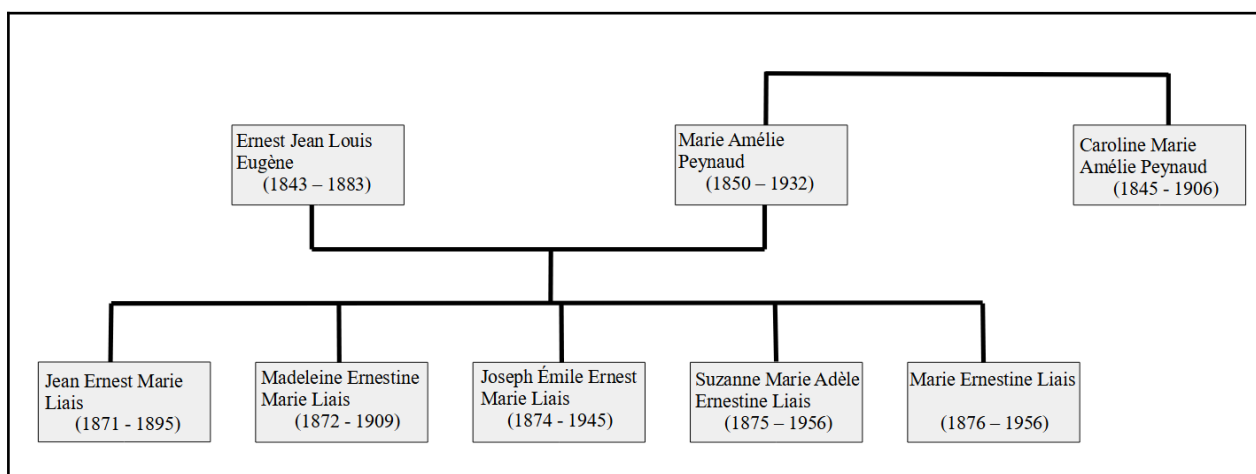 Ernest Jean Louis
Eugène
(1843 – 1883)
Marie Amélie
Peynaud
(1850 – 1932)
Caroline Marie
Amélie Peynaud
(1845 - 1906)
Jean Ernest Marie
Liais
(1871 - 1895)
Madeleine Ernestine
Marie Liais
(1872 - 1909)
Joseph Émile Ernest
Marie Liais
(1874 - 1945)
Suzanne Marie Adèle
Ernestine Liais
(1875 – 1956)
Marie Ernestine Liais
(1876 – 1956)